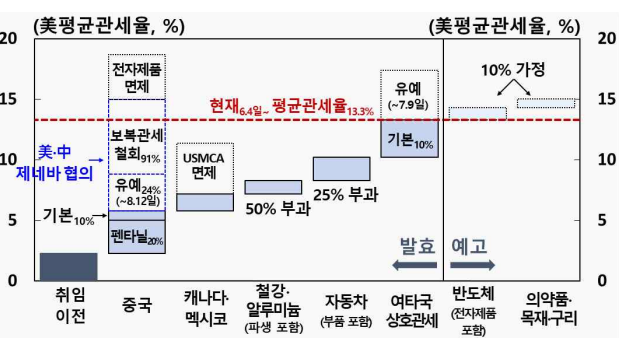 (美평균관세율, %)
(美평균관세율, %)
20
15
10
5
0
20
15
10
5
0
전자제품
면제
보복관세
철회91%
유예24%
(~8.12일)
美·中
제네바 협의
기본10%
펜타닐20%
현재6.4일~ 평균관세율13.3%
USMCA
면제
50% 부과
25% 부과
유예
(~7.9일)
기본10%
10% 가정
발효
예고
취임
이전
중국
캐나다·
멕시코
철강·
알루미늄
(파생 포함)
자동차
(부품 포함)
여타국
상호관세
반도체
(전자제품
포함)
의약품·
목재·구리